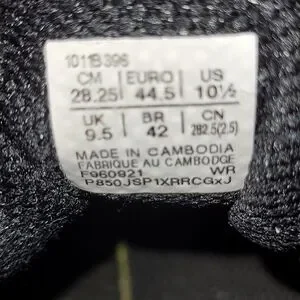 1011B396
CM EURO US
28.25 44.5 10½
UK BR CN
9.5 42 282.5(2.5)
MADE IN CAMBODIA
FABRIQUE AU CAMBODGE
F960921 WR
P850JSP1XRRCGxJ